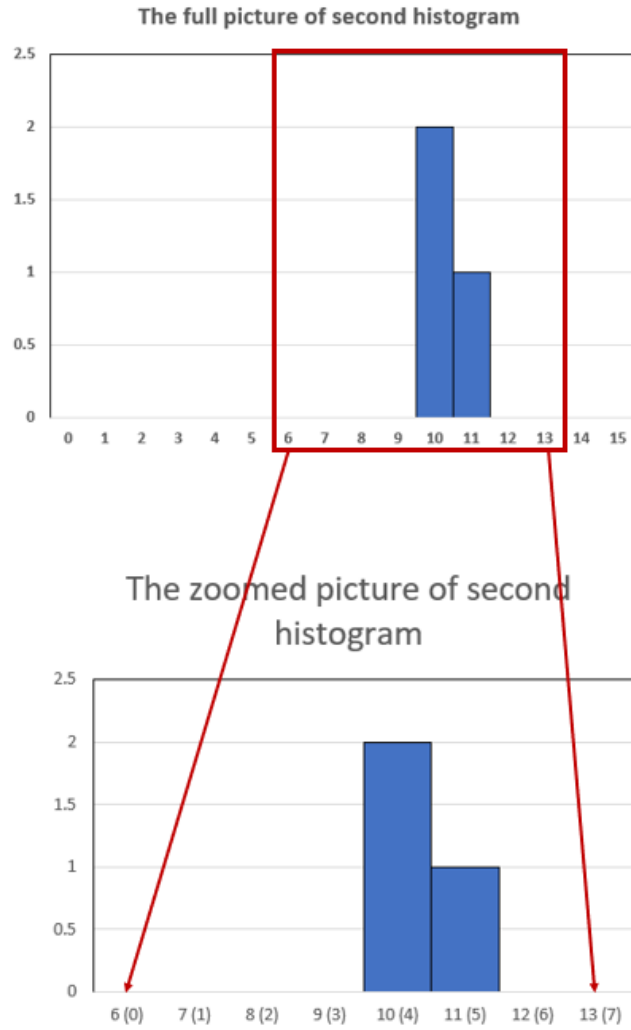 The full picture of second histogram
2.5
2
1.5
1
0.5
0
0 1 2 3 4 5 6 7 8 9 10 11 12 13 14 15
The zoomed picture of second
histogram
2.5
2
1.5
1
0.5
0
6 (0) 7 (1) 8 (2) 9 (3) 10 (4) 11 (5) 12 (6) 13 (7)